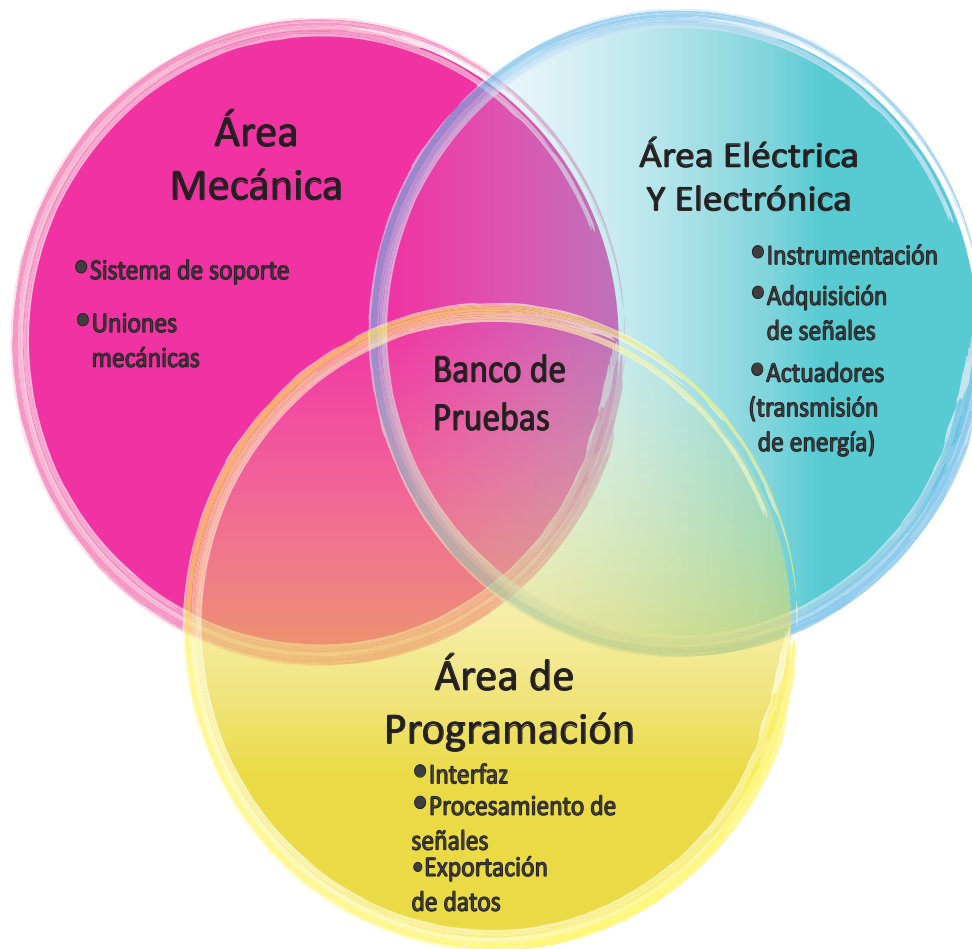 Área
Mecánica
●Sistema de soporte
●Uniones
mecánicas
Área Eléctrica
Y Electrónica
●Instrumentación
●Adquisición
de señales
●Actuadores
(transmisión
de energía)
Banco de
Pruebas
Área de
Programación
●Interfaz
●Procesamiento de
señales
●Exportación
de datos